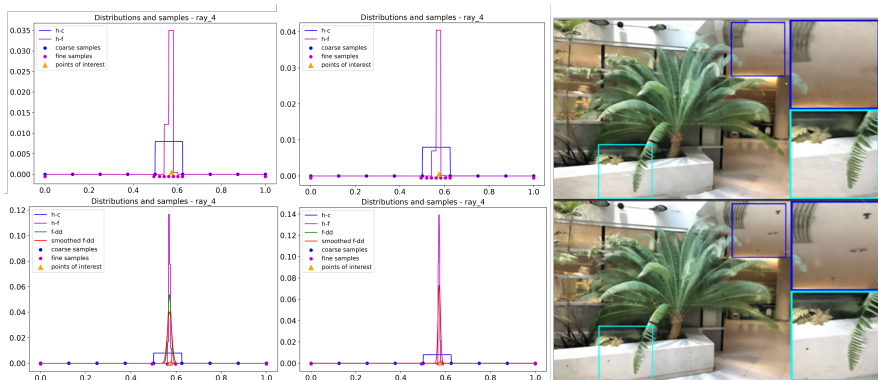 Distributions and samples - ray_4
0.035
0.030
0.025
0.020
0.015
0.010
0.005
0.000
h-c
h-f
coarse samples
fine samples
points of interest
0.0 0.2 0.4 0.6 0.8 1.0
Distributions and samples - ray_4
0.04
0.03
0.02
0.01
0.00
h-c
h-f
coarse samples
fine samples
points of interest
0.0 0.2 0.4 0.6 0.8 1.0
Distributions and samples - ray_4
0.12
0.10
0.08
0.06
0.04
0.02
0.00
h-c
h-f
f-dd
smoothed f-dd
coarse samples
fine samples
points of interest
0.0 0.2 0.4 0.6 0.8 1.0
Distributions and samples - ray_4
0.14
0.12
0.10
0.08
0.06
0.04
0.02
0.00
h-c
h-f
f-dd
smoothed f-dd
coarse samples
fine samples
points of interest
0.0 0.2 0.4 0.6 0.8 1.0